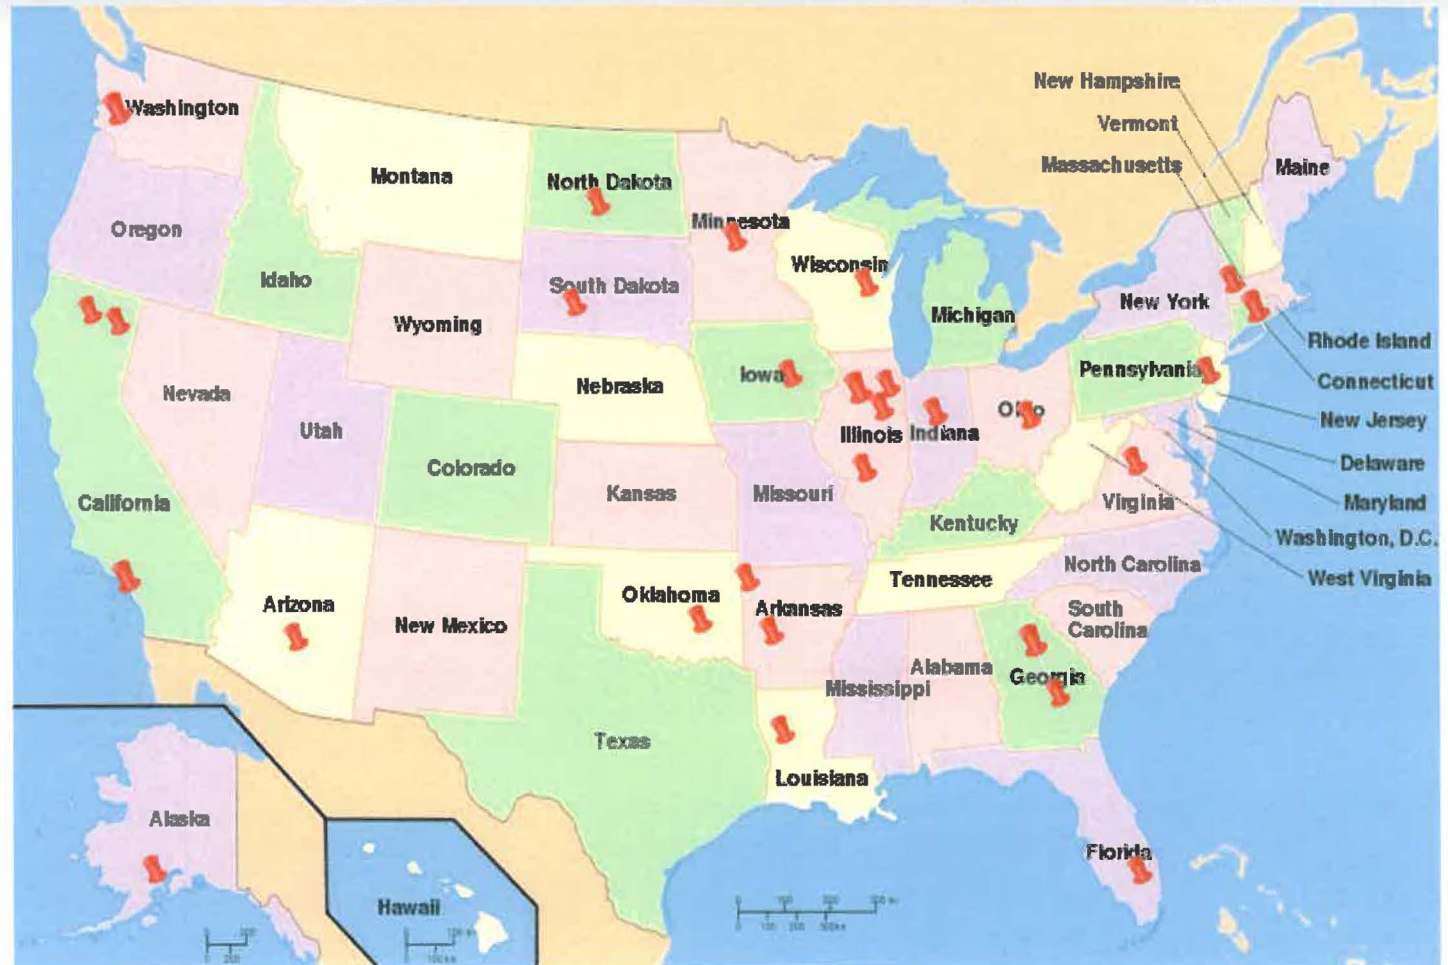 New Hampshire
Vermont
Massachusetts
Maine
Washington
Montana
North Dakota
Minnesota
Oregon
Idaho
South Dakota
Wisconsin
Wyoming
Michigan
New York
Rhode Island
Nevada
Utah
Nebraska
Iowa
Pennsylvania
Connecticut
New Jersey
Illinois
Indiana
Ohio
Colorado
California
Kansas
Missouri
Delaware
Kentucky
Virginia
Maryland
Washington, D.C.
West Virginia
Arizona
New Mexico
Oklahoma
Arkansas
Tennessee
North Carolina
South
Carolina
Mississippi
Alabama
Georgia
Texas
Louisiana
Florida
Alaska
Hawaii